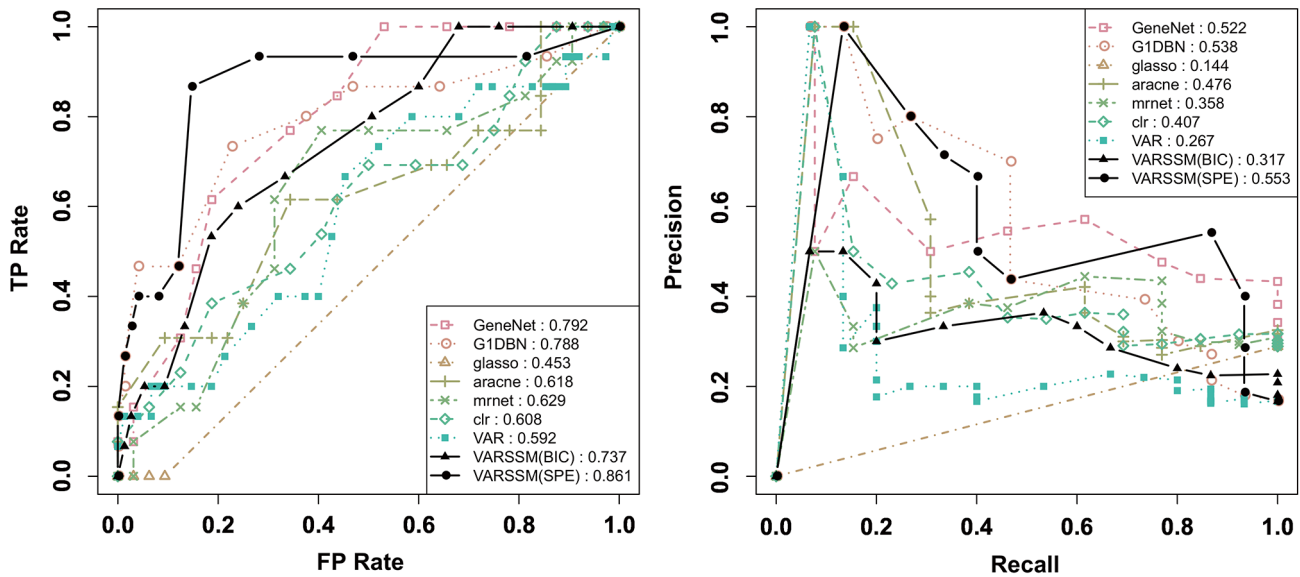 TP Rate
1.0
0.8
0.6
0.4
0.2
0.0
GeneNet : 0.792
G1DBN : 0.788
glasso : 0.453
aracne : 0.618
mrnet : 0.629
clr : 0.608
VAR : 0.592
VARSSM(BIC) : 0.737
VARSSM(SPE) : 0.861
0.0 0.2 0.4 0.6 0.8 1.0
FP Rate
Precision
1.0
0.8
0.6
0.4
0.2
0.0
GeneNet : 0.522
G1DBN : 0.538
glasso : 0.144
aracne : 0.476
mrnet : 0.358
clr : 0.407
VAR : 0.267
VARSSM(BIC) : 0.317
VARSSM(SPE) : 0.553
0.0 0.2 0.4 0.6 0.8 1.0
Recall